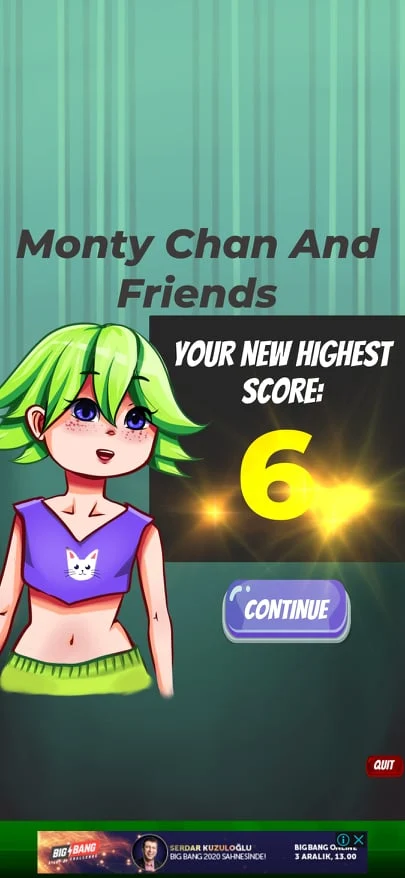 Monty Chan And
Friends
YOUR NEW HIGHEST
SCORE:
6
CONTINUE
QUIT
BIG BANG
SERDAR KUZULOĞLU
BIG BANG 2020 SAHNESİNDE!
BIG BANG ONLINE
3 ARALIK, 13.00